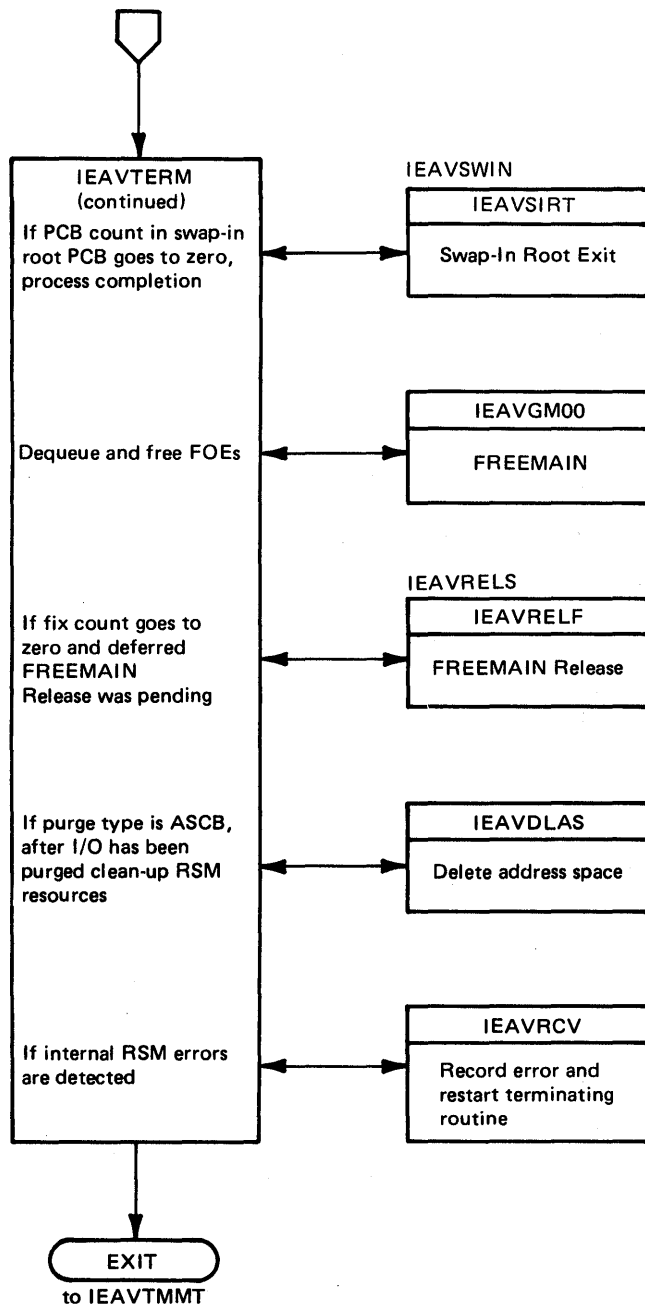 IEAVTERM
(continued)
If PCB count in swap-in
root PCB goes to zero,
process completion
IEAVSWIN
IEAVSIRT
Swap-In Root Exit
Dequeue and free FOEs
IEAVGM00
FREEMAIN
If fix count goes to
zero and deferred
FREEMAIN
Release was pending
IEAVRELS
IEAVRELF
FREEMAIN Release
If purge type is ASCB,
after I/O has been
purged clean-up RSM
resources
IEAVDLAS
Delete address space
If internal RSM errors
are detected
IEAVRCV
Record error and
restart terminating
routine
EXIT
to IEAVTMMT